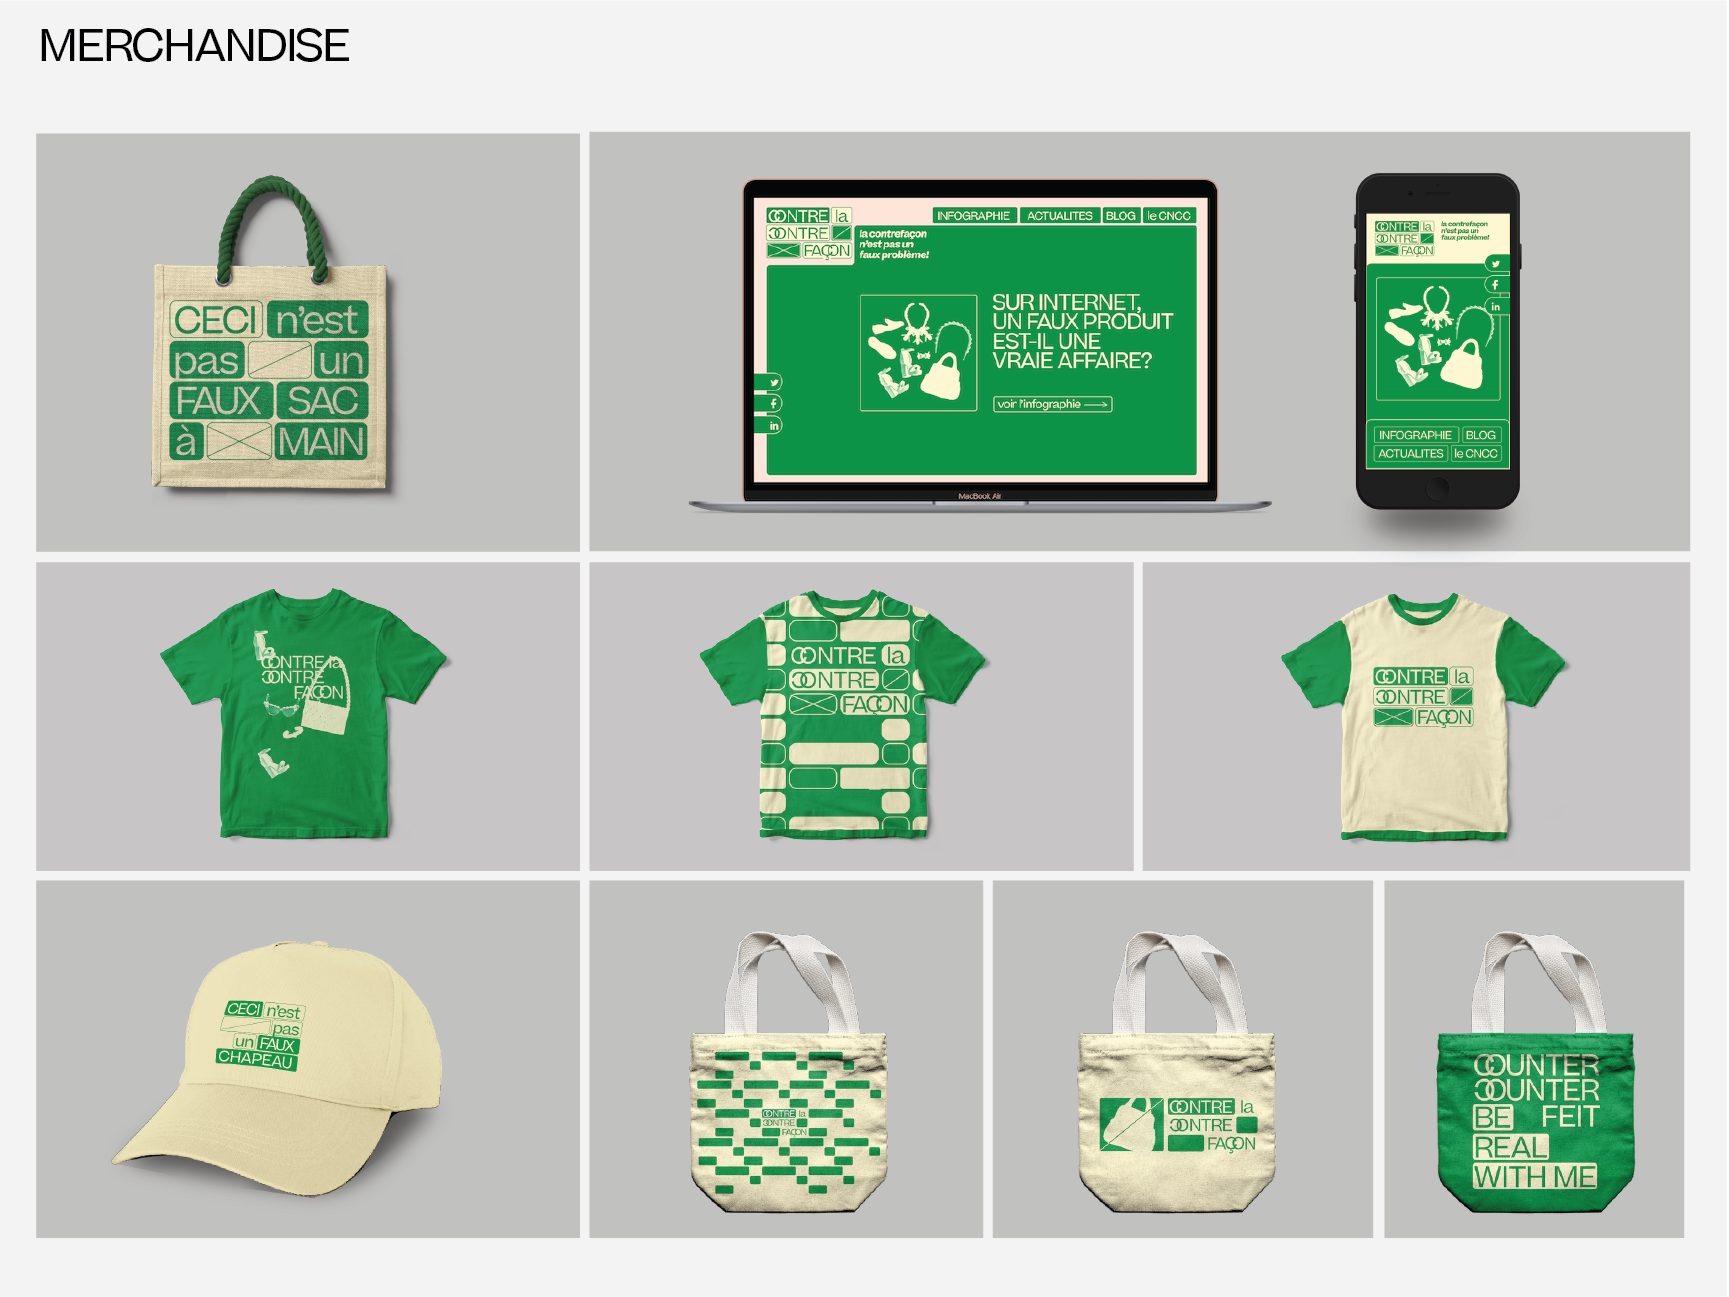 MERCHANDISE
CECI n'est
pas un
FAUX SAC
à MAIN
CONTRE la
CONTRE
FAÇON
la contrefaçon
n'est pas un
faux problème!
INFOGRAPHIE ACTUALITES BLOG le CNCC
SUR INTERNET,
UN FAUX PRODUIT
EST-IL UNE
VRAIE AFFAIRE?
voir l'infographie
in
MacBook Air
CONTRE la
CONTRE
FAÇON
la contrefaçon
n'est pas un
faux problème!
in
INFOGRAPHIE BLOG
ACTUALITES le CNCC
CONTRE la
CONTRE
FAÇON
CONTRE la
CONTRE
FAÇON
CONTRE la
CONTRE
FAÇON
CECI n'est
pas
un FAUX
CHAPEAU
CONTRE la
CONTRE
FAÇON
CONTRE la
CONTRE
FAÇON
COUNTER
COUNTER
BE FEIT
REAL
WITH ME